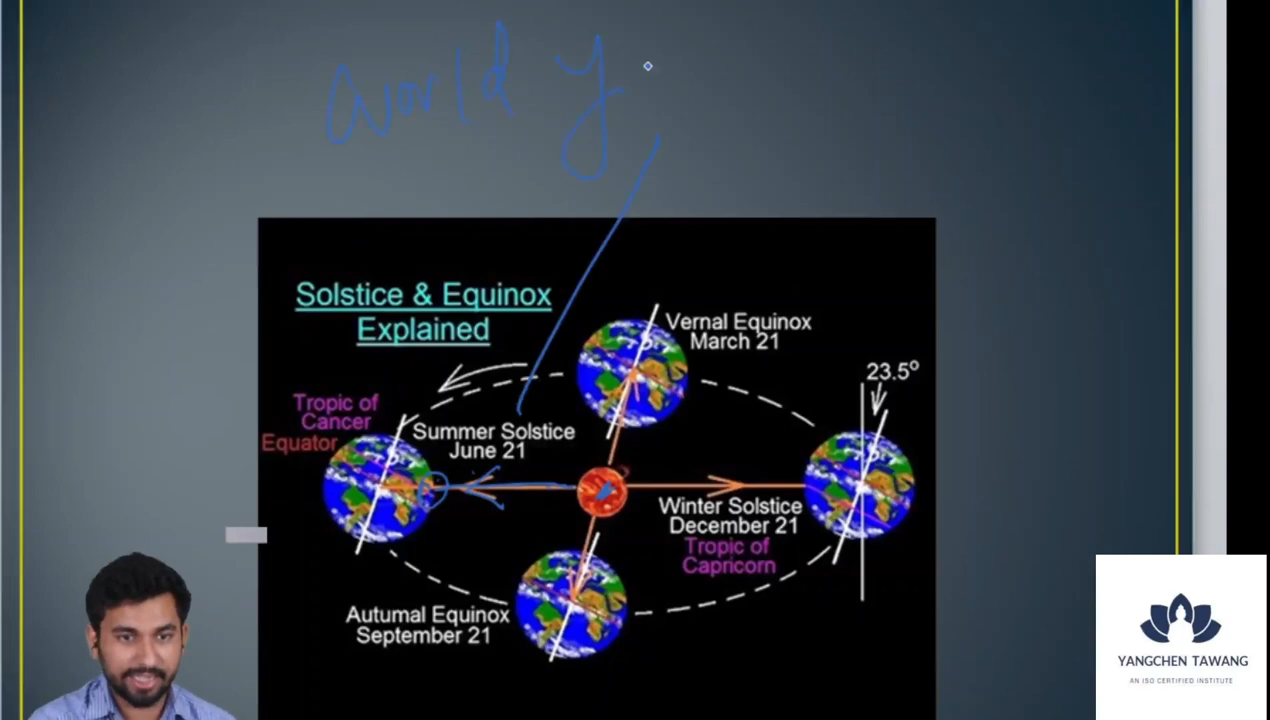 world y
Solstice & Equinox
Explained
Vernal Equinox
March 21
23.5°
Tropic of
Cancer
Equator
Summer Solstice
June 21
Winter Solstice
December 21
Tropic of
Capricorn
Autumal Equinox
September 21
YANGCHEN TAWANG
AN ISO CERTIFIED INSTITUTE